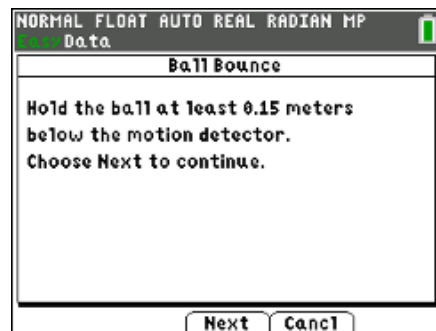 NORMAL FLOAT AUTO REAL RADIAN MP
EasyData
Ball Bounce
Hold the ball at least 0.15 meters
below the motion detector.
Choose Next to continue.
Next Cancl